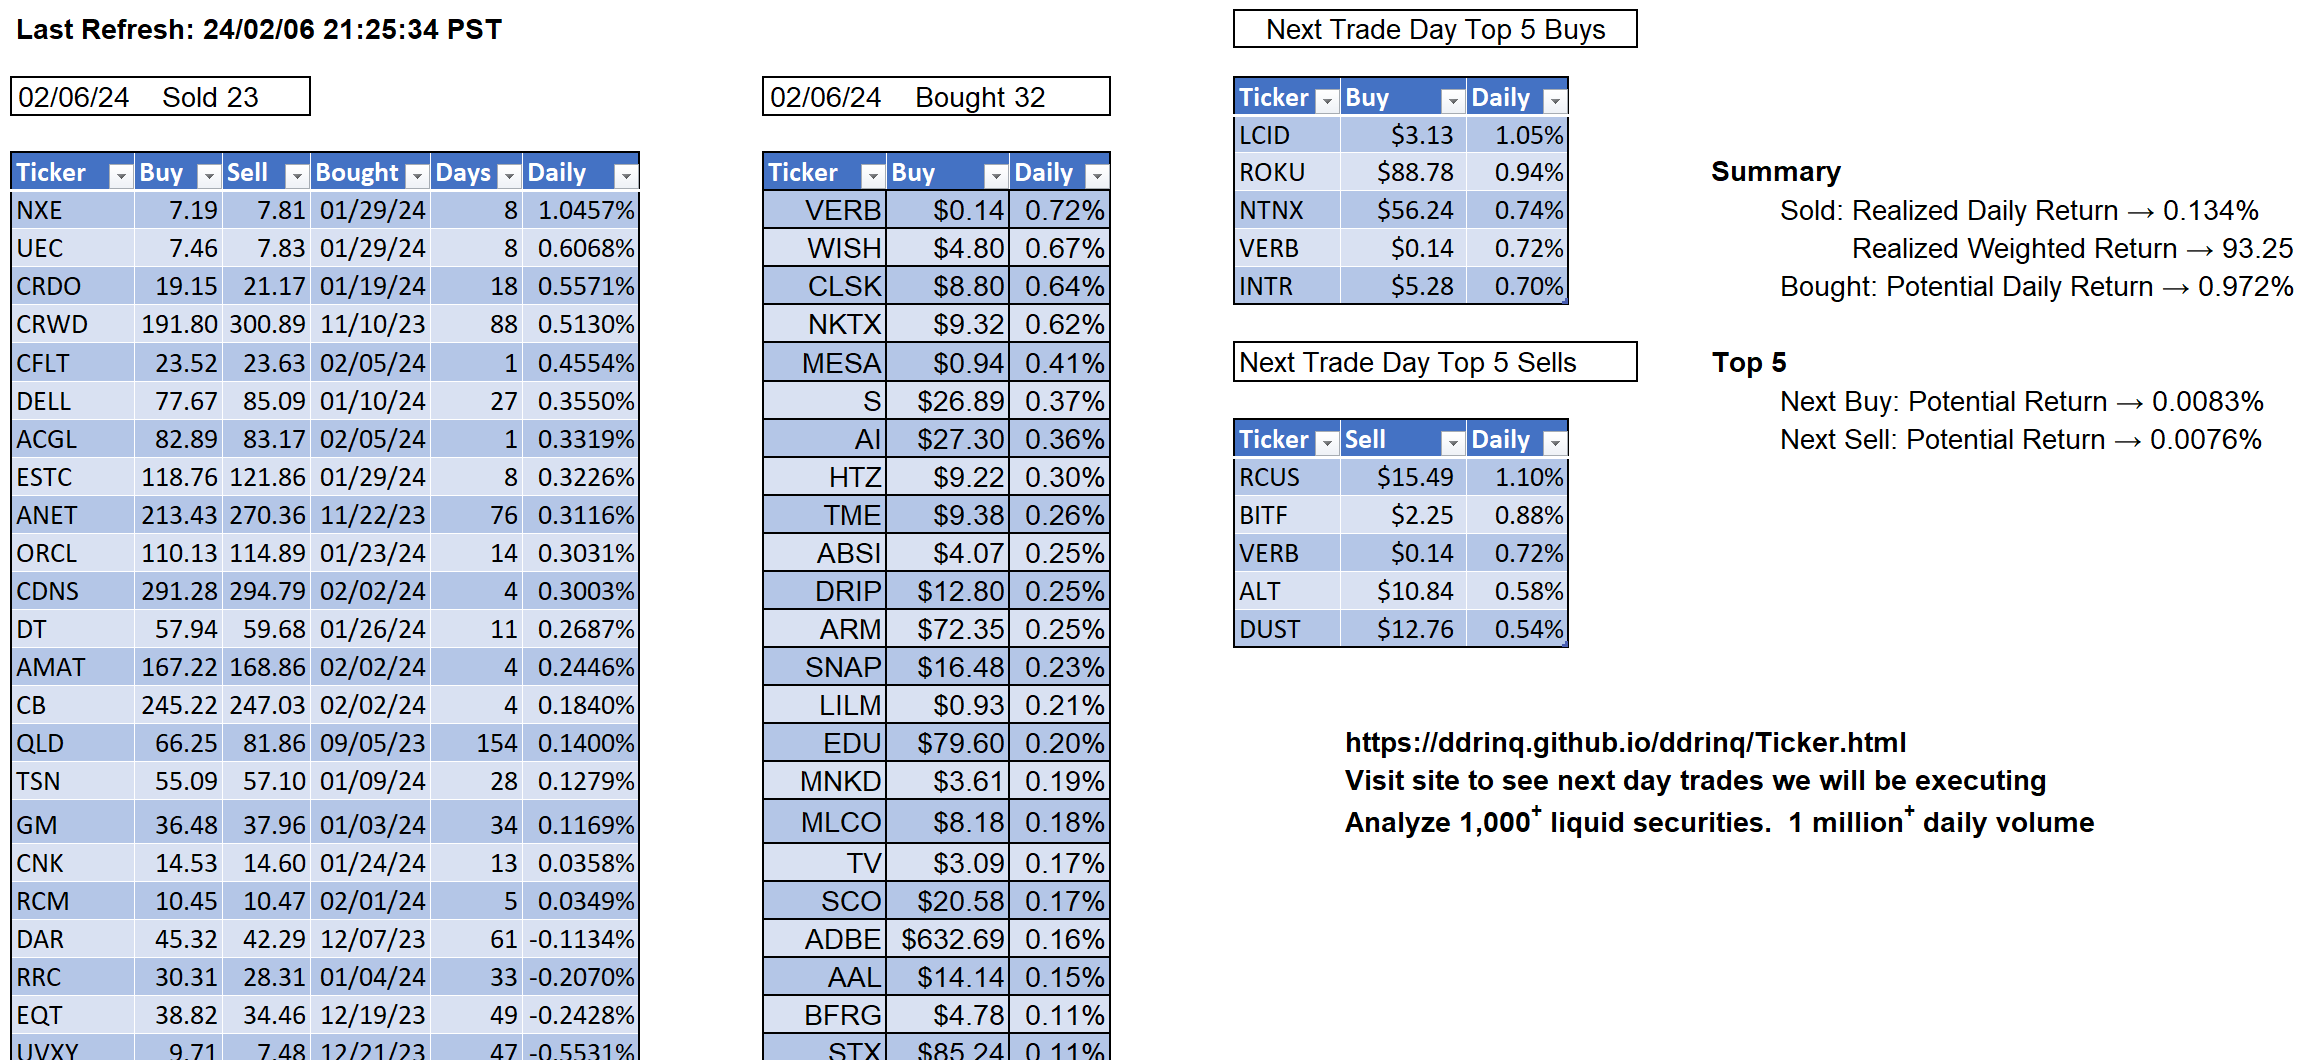 Last Refresh: 24/02/06 21:25:34 PST
02/06/24 Sold 23
Ticker Buy Sell Bought Days Daily
NXE 7.19 7.81 01/29/24 8 1.0457%
UEC 7.46 7.83 01/29/24 8 0.6068%
CRDO 19.15 21.17 01/19/24 18 0.5571%
CRWD 191.80 300.89 11/10/23 88 0.5130%
CFLT 23.52 23.63 02/05/24 1 0.4554%
DELL 77.67 85.09 01/10/24 27 0.3550%
ACGL 82.89 83.17 02/05/24 1 0.3319%
ESTC 118.76 121.86 01/29/24 8 0.3226%
ANET 213.43 270.36 11/22/23 76 0.3116%
ORCL 110.13 114.89 01/23/24 14 0.3031%
CDNS 291.28 294.79 02/02/24 4 0.3003%
DT 57.94 59.68 01/26/24 11 0.2687%
AMAT 167.22 168.86 02/02/24 4 0.2446%
CB 245.22 247.03 02/02/24 4 0.1840%
QLD 66.25 81.86 09/05/23 154 0.1400%
TSN 55.09 57.10 01/09/24 28 0.1279%
GM 36.48 37.96 01/03/24 34 0.1169%
CNK 14.53 14.60 01/24/24 13 0.0358%
RCM 10.45 10.47 02/01/24 5 0.0349%
DAR 45.32 42.29 12/07/23 61 -0.1134%
RRC 30.31 28.31 01/04/24 33 -0.2070%
EQT 38.82 34.46 12/19/23 49 -0.2428%
UVXY 9.71 7.48 12/21/23 47 -0.5531%
02/06/24 Bought 32
Ticker Buy Daily
VERB $0.14 0.72%
WISH $4.80 0.67%
CLSK $8.80 0.64%
NKTX $9.32 0.62%
MESA $0.94 0.41%
S $26.89 0.37%
AI $27.30 0.36%
HTZ $9.22 0.30%
TME $9.38 0.26%
ABSI $4.07 0.25%
DRIP $12.80 0.25%
ARM $72.35 0.25%
SNAP $16.48 0.23%
LILM $0.93 0.21%
EDU $79.60 0.20%
MNKD $3.61 0.19%
MLCO $8.18 0.18%
TV $3.09 0.17%
SCO $20.58 0.17%
ADBE $632.69 0.16%
AAL $14.14 0.15%
BFRG $4.78 0.11%
STX $85.24 0.11%
Next Trade Day Top 5 Buys
Ticker Buy Daily
LCID $3.13 1.05%
ROKU $88.78 0.94%
NTNX $56.24 0.74%
VERB $0.14 0.72%
INTR $5.28 0.70%
Next Trade Day Top 5 Sells
Ticker Sell Daily
RCUS $15.49 1.10%
BITF $2.25 0.88%
VERB $0.14 0.72%
ALT $10.84 0.58%
DUST $12.76 0.54%
Summary
Sold: Realized Daily Return → 0.134%
Realized Weighted Return → 93.25
Bought: Potential Daily Return → 0.972%
Top 5
Next Buy: Potential Return → 0.0083%
Next Sell: Potential Return → 0.0076%
https://ddrinq.github.io/ddrinq/Ticker.html
Visit site to see next day trades we will be executing
Analyze 1,000⁺ liquid securities. 1 million⁺ daily volume